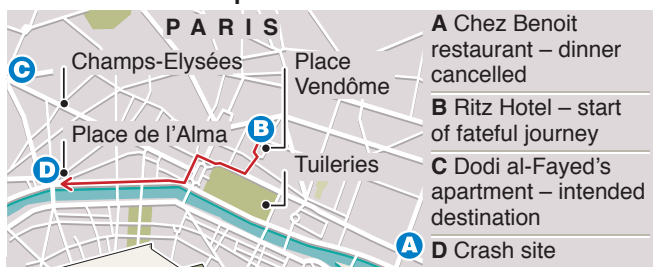 PARIS
Champs-Elysées
Place
Vendôme
C
Place de l'Alma
B
D
Tuileries
A
A Chez Benoit
restaurant – dinner
cancelled
B Ritz Hotel – start
of fateful journey
C Dodi al-Fayed's
apartment – intended
destination
D Crash site